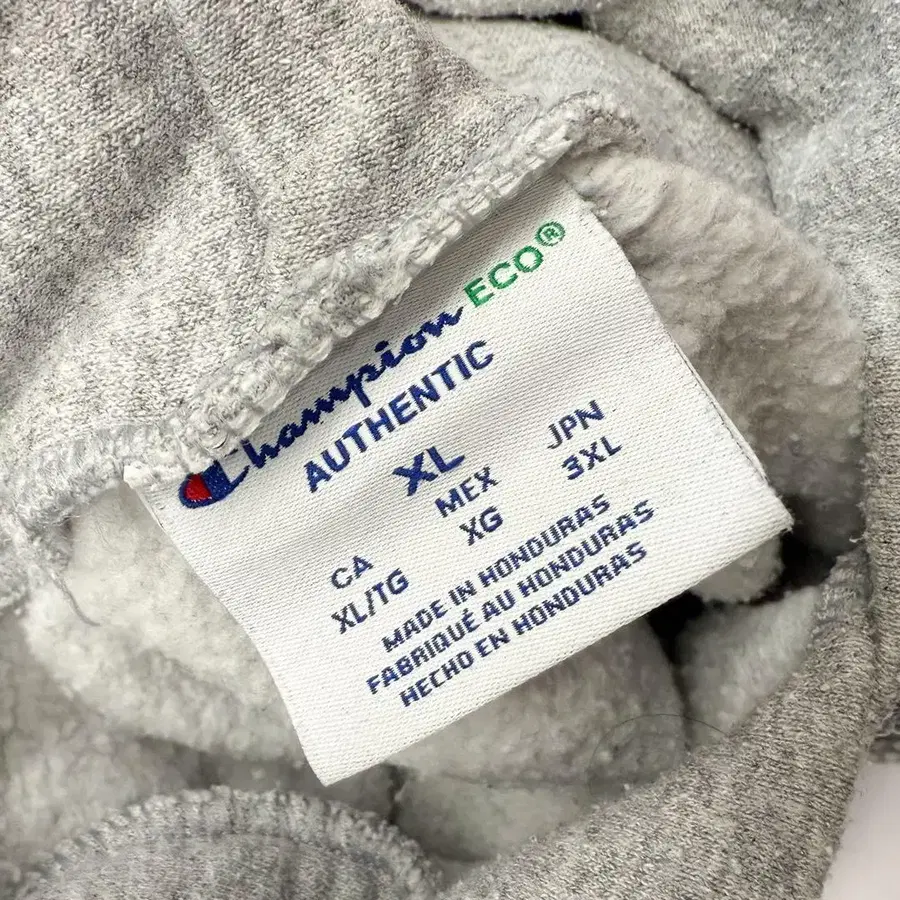 Champion ECO®
AUTHENTIC
XL
CA MEX JPN
XL/TG XG 3XL
MADE IN HONDURAS
FABRIQUÉ AU HONDURAS
HECHO EN HONDURAS